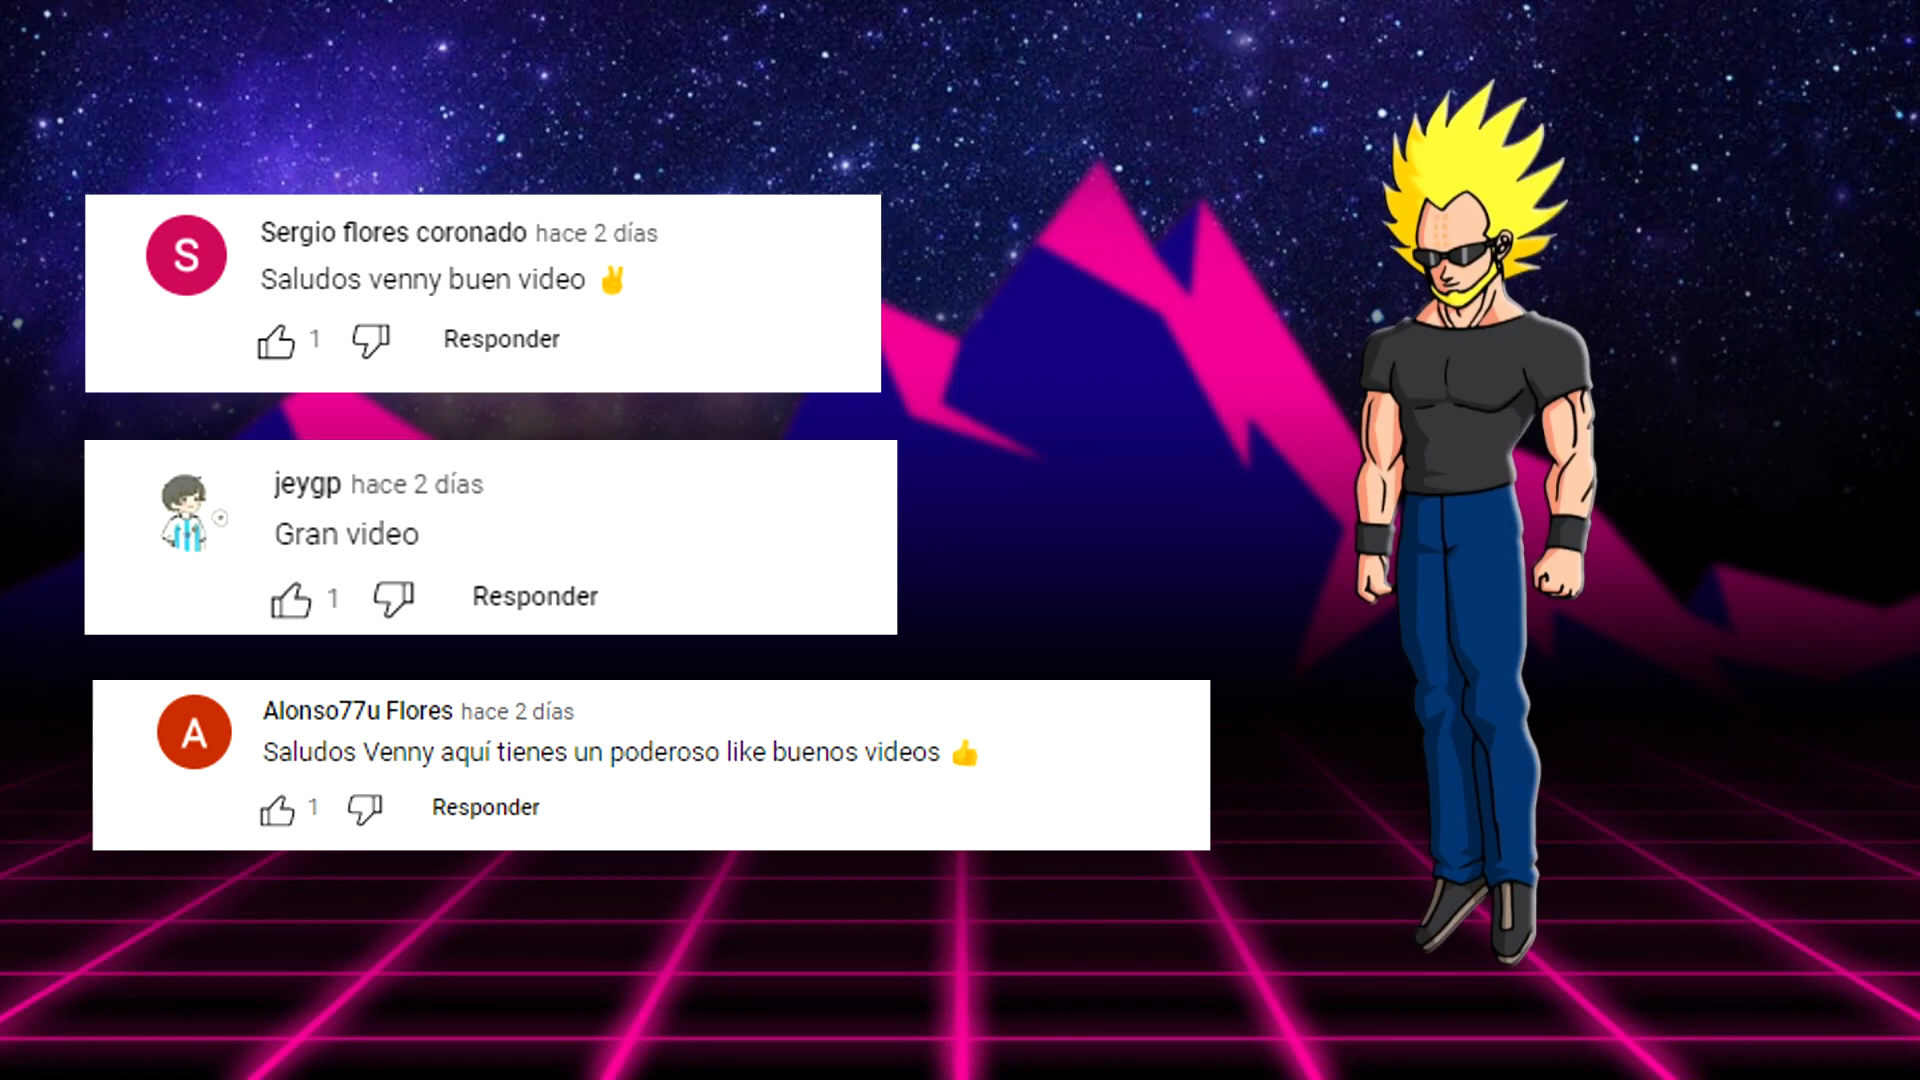 S
Sergio flores coronado hace 2 días
Saludos venny buen video ✌
1 Responder
jeygp hace 2 días
Gran video
1 Responder
A
Alonso77u Flores hace 2 días
Saludos Venny aquí tienes un poderoso like buenos videos 👍
1 Responder